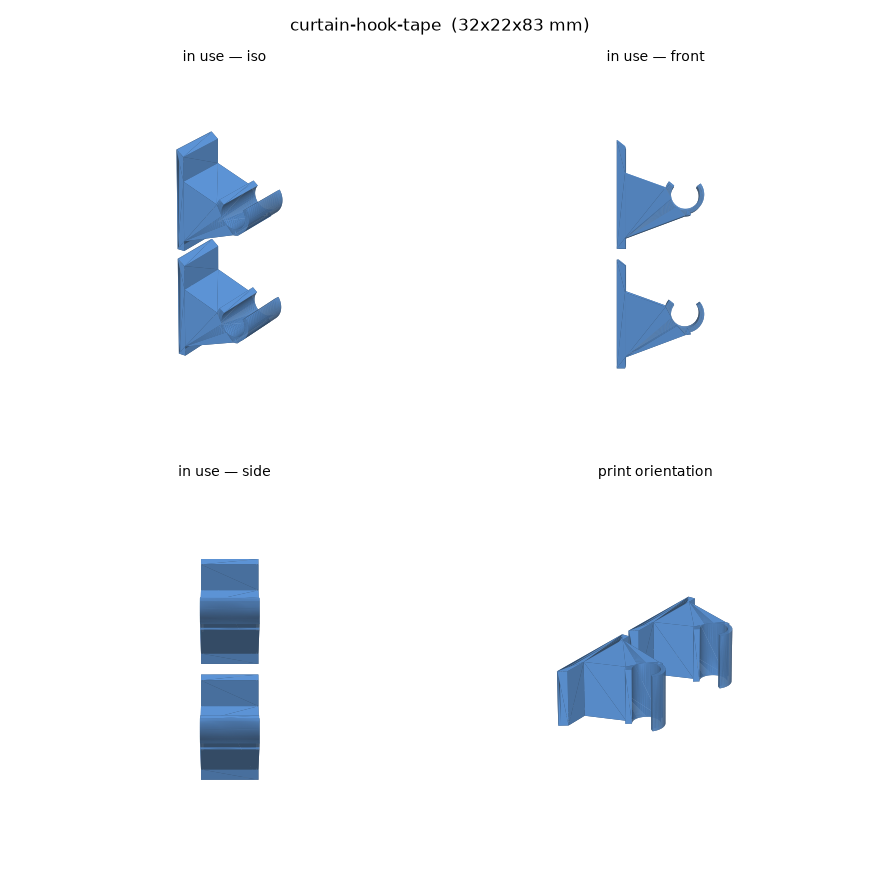 curtain-hook-tape  (32x22x83 mm)
in use — iso
in use — front
in use — side
print orientation